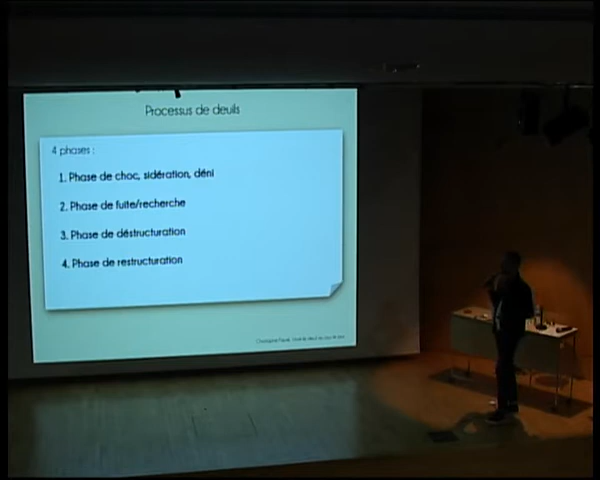 Processus de deuils
4 phases :
1. Phase de choc, sidération, déni
2. Phase de fuite/recherche
3. Phase de déstructuration
4. Phase de restructuration